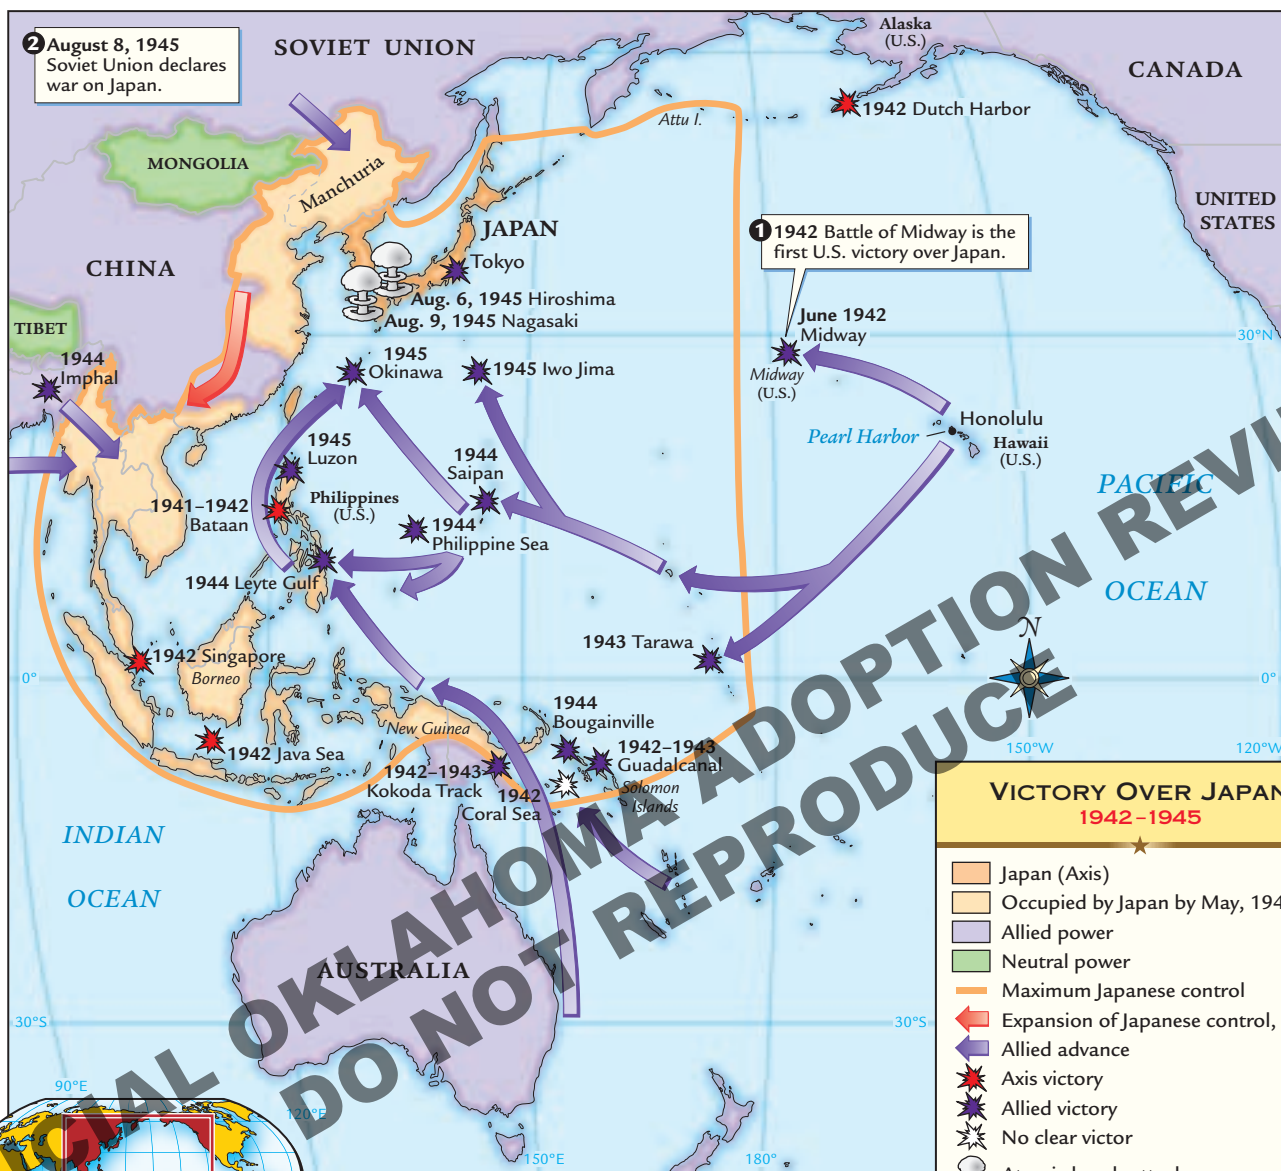 2 August 8, 1945
Soviet Union declares
war on Japan.
SOVIET UNION
Alaska
(U.S.)
CANADA
1942 Dutch Harbor
Attu I.
MONGOLIA
Manchuria
UNITED
STATES
JAPAN
1 1942 Battle of Midway is the
first U.S. victory over Japan.
CHINA
Tokyo
Aug. 6, 1945 Hiroshima
Aug. 9, 1945 Nagasaki
TIBET
June 1942
Midway
30°N
1944
Imphal
1945
Okinawa
1945 Iwo Jima
Midway
(U.S.)
Honolulu
Pearl Harbor
Hawaii
(U.S.)
1945
Luzon
1944
Saipan
PACIFIC
OCEAN
1941–1942
Bataan
Philippines
(U.S.)
1944
Philippine Sea
1944 Leyte Gulf
N
1943 Tarawa
1942 Singapore
Borneo
0°
0°
1944
Bougainville
New Guinea
1942 Java Sea
1942–1943
Guadalcanal
150°W
120°W
1942–1943
Kokoda Track
1942
Coral Sea
Solomon
Islands
INDIAN
OCEAN
AUSTRALIA
30°S
30°S
90°E
120°E
150°E
180°
VICTORY OVER JAPAN
1942–1945
Japan (Axis)
Occupied by Japan by May, 194
Allied power
Neutral power
Maximum Japanese control
Expansion of Japanese control,
Allied advance
Axis victory
Allied victory
No clear victor
CIAL OKLAHOMA ADOPTION REVI
DO NOT REPRODUCE